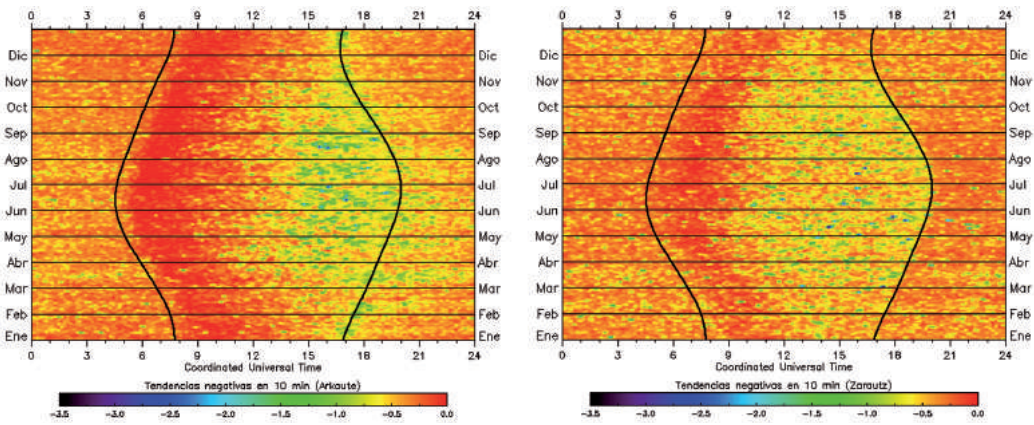 0 3 6 9 12 15 18 21 24
Dic Dic
Nov Nov
Oct Oct
Sep Sep
Ago Ago
Jul Jul
Jun Jun
May May
Abr Abr
Mar Mar
Feb Feb
Ene Ene
0 3 6 9 12 15 18 21 24
Coordinated Universal Time
Tendencias negativas en 10 min (Arkaute)
-3.5 -3.0 -2.5 -2.0 -1.5 -1.0 -0.5 0.0
0 3 6 9 12 15 18 21 24
Dic Dic
Nov Nov
Oct Oct
Sep Sep
Ago Ago
Jul Jul
Jun Jun
May May
Abr Abr
Mar Mar
Feb Feb
Ene Ene
0 3 6 9 12 15 18 21 24
Coordinated Universal Time
Tendencias negativas en 10 min (Zarautz)
-3.5 -3.0 -2.5 -2.0 -1.5 -1.0 -0.5 0.0